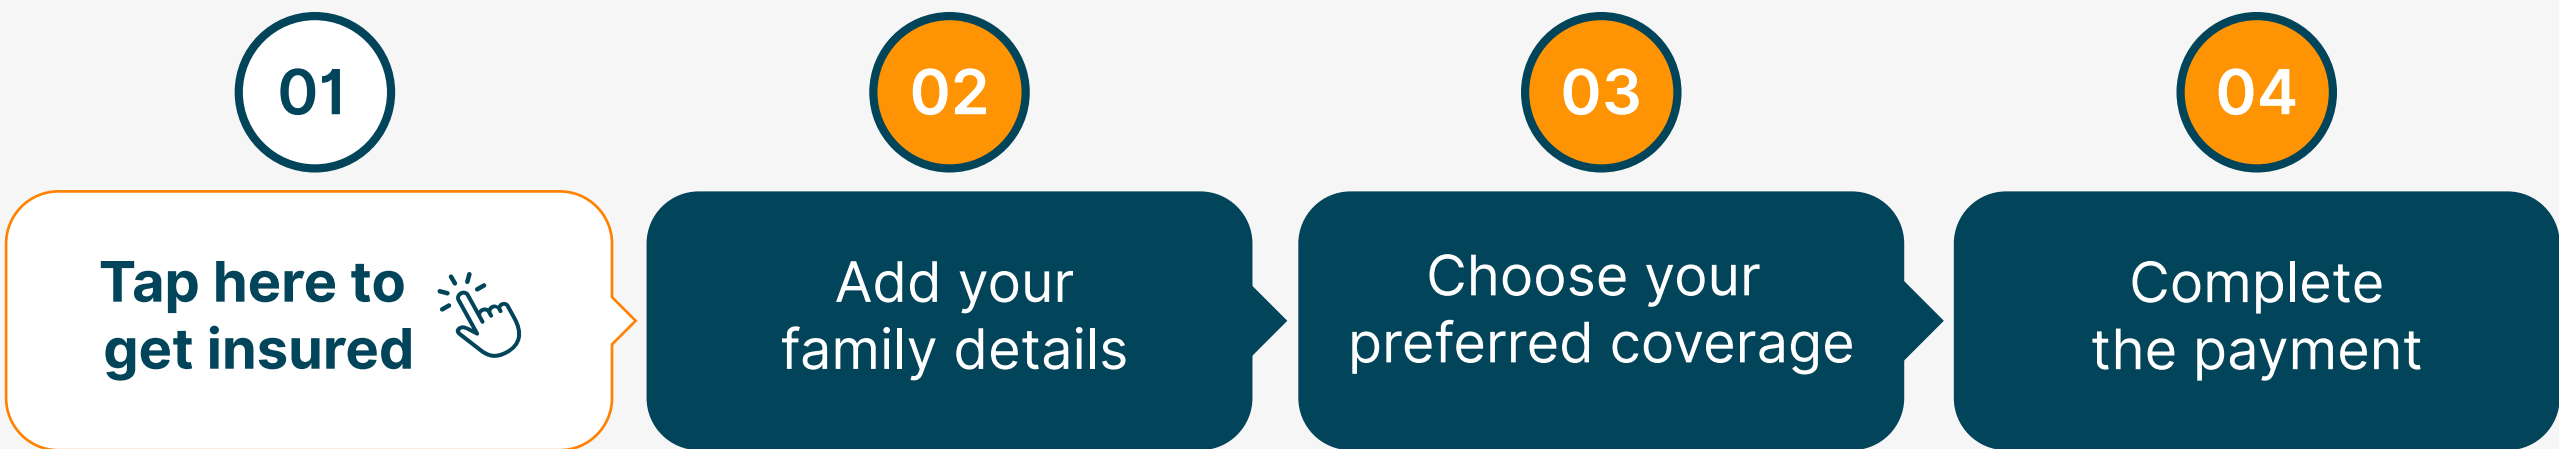 01
Tap here to
get insured
02
Add your
family details
03
Choose your
preferred coverage
04
Complete
the payment